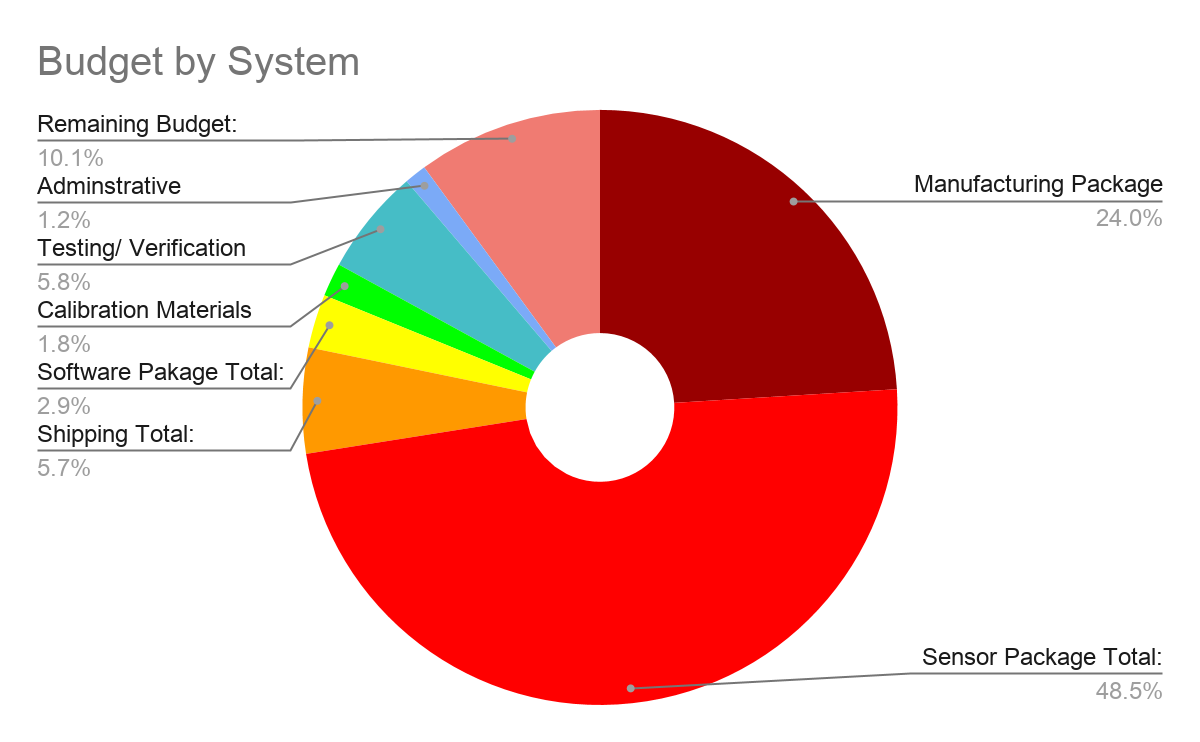 Budget by System
Remaining Budget:
10.1%
Adminstrative
1.2%
Testing/ Verification
5.8%
Calibration Materials
1.8%
Software Pakage Total:
2.9%
Shipping Total:
5.7%
Manufacturing Package
24.0%
Sensor Package Total:
48.5%